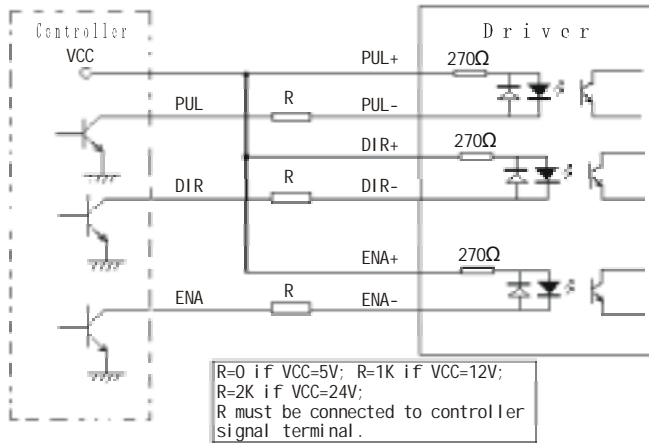 Controller
Driver
VCC
PUL+
270Ω
PUL
R
PUL-
DIR+
270Ω
DIR
R
DIR-
ENA+
270Ω
ENA
R
ENA-
R=0 if VCC=5V; R=1K if VCC=12V;
R=2K if VCC=24V;
R must be connected to controller
signal terminal.